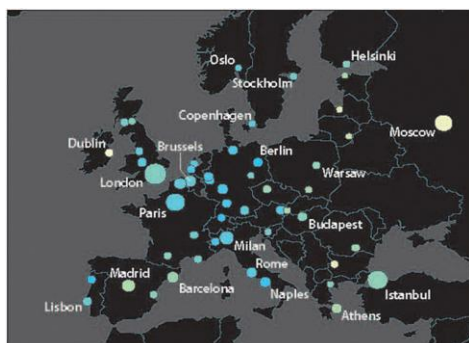 Oslo
Helsinki
Stockholm
Copenhagen
Moscow
Dublin
Brussels
Berlin
London
Warsaw
Paris
Budapest
Milan
Madrid
Rome
Barcelona
Istanbul
Lisbon
Naples
Athens